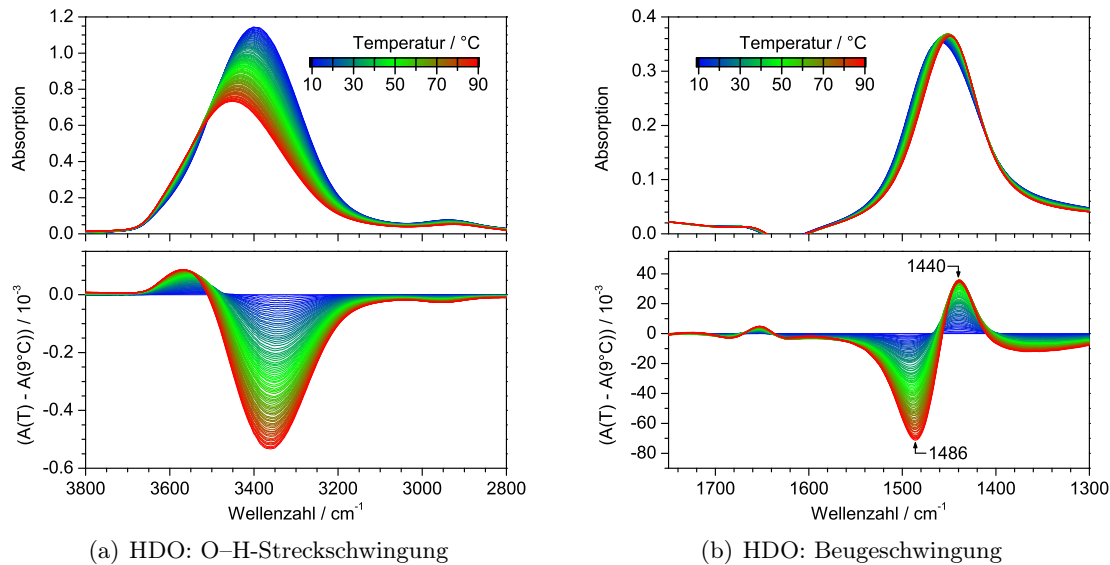 1.2
1.0
0.8
0.6
0.4
0.2
0.0
Absorption
Temperatur / °C
10 30 50 70 90
0.0
-0.2
-0.4
-0.6
(A(T) - A(9°C)) / 10⁻³
3800 3600 3400 3200 3000 2800
Wellenzahl / cm⁻¹
(a) HDO: O–H-Streckschwingung
0.4
0.3
0.2
0.1
0.0
Absorption
Temperatur / °C
10 30 50 70 90
40
20
0
-20
-40
-60
-80
(A(T) - A(9°C)) / 10⁻³
1440
1486
1700 1600 1500 1400 1300
Wellenzahl / cm⁻¹
(b) HDO: Beugeschwingung